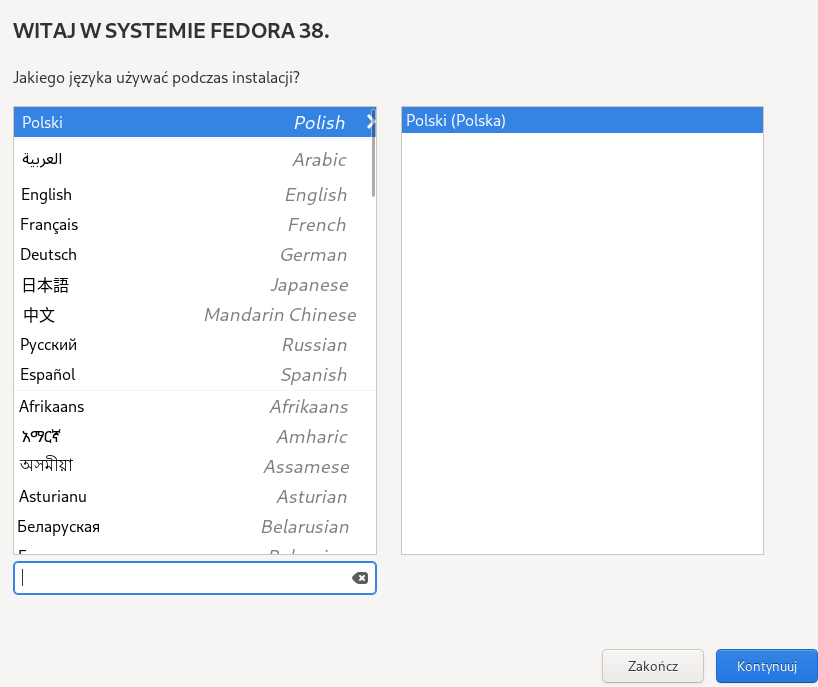 WITAJ W SYSTEMIE FEDORA 38.
Jakiego języka używać podczas instalacji?
Polski Polish
العربية Arabic
English English
Français French
Deutsch German
日本語 Japanese
中文 Mandarin Chinese
Русский Russian
Español Spanish
Afrikaans Afrikaans
አማርኛ Amharic
অসমীয়া Assamese
Asturianu Asturian
Беларуская Belarusian
Polski (Polska)
Zakończ
Kontynuuj